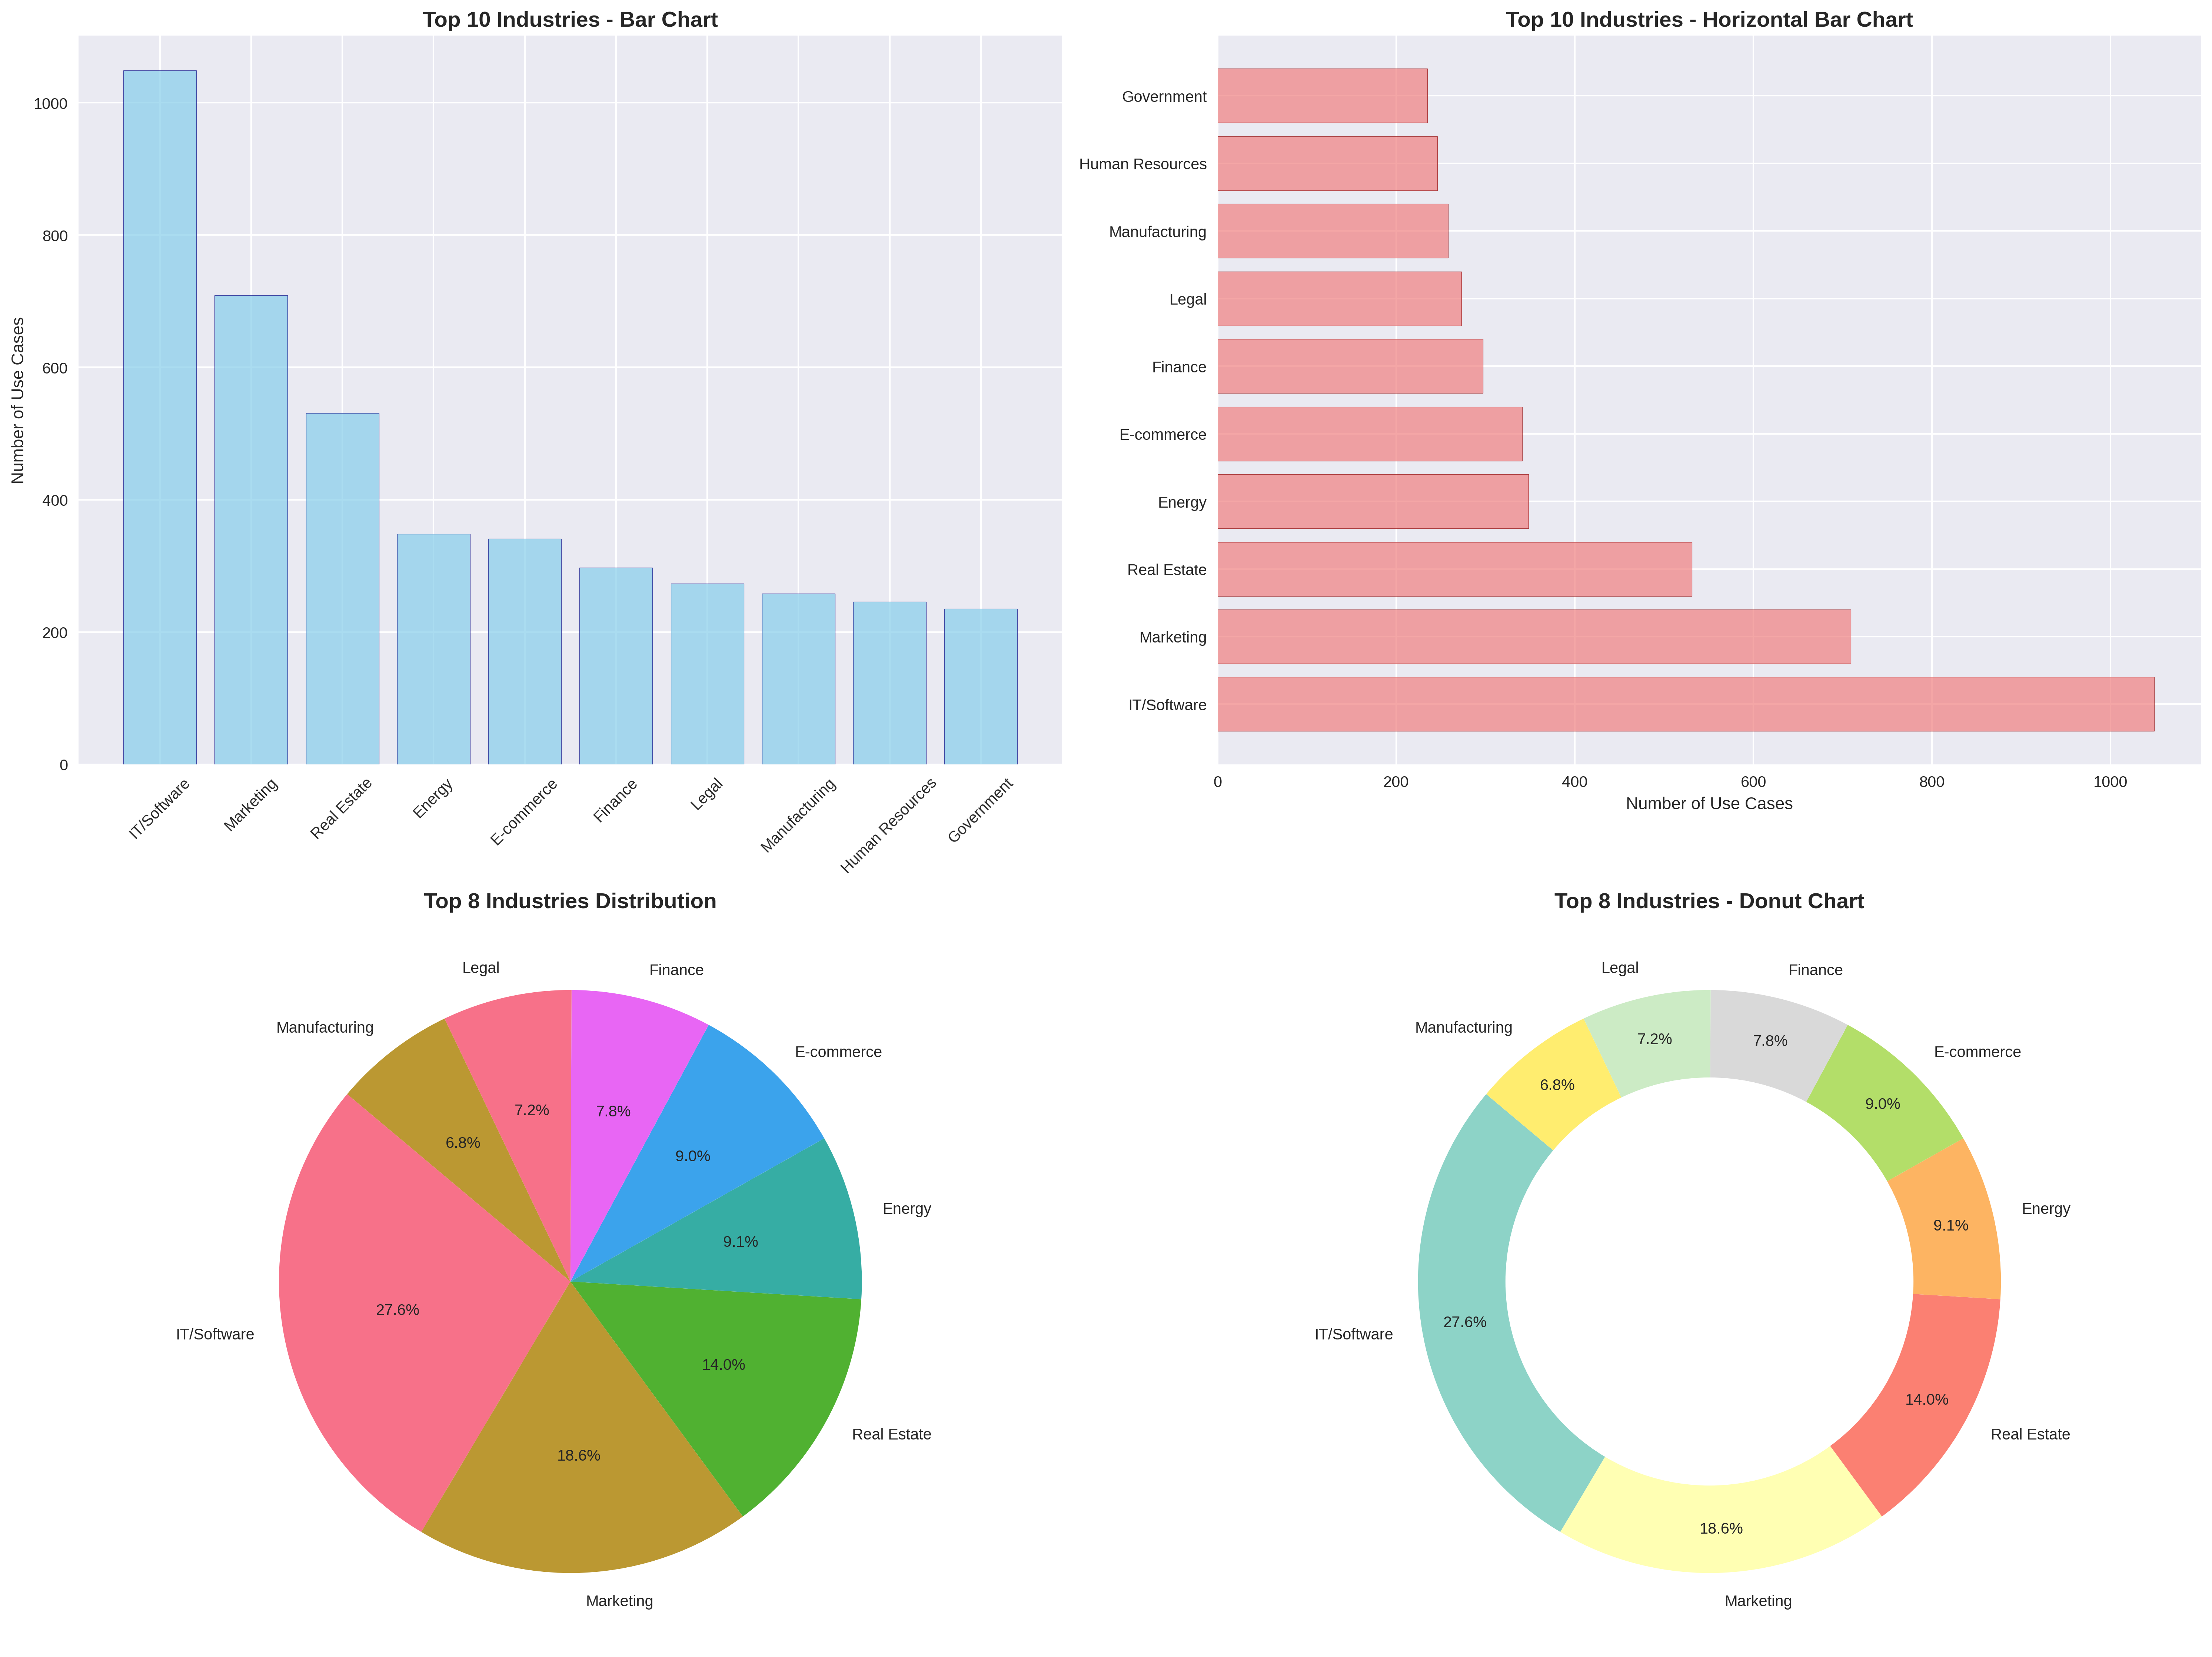 Top 10 Industries - Bar Chart
Number of Use Cases
1000
800
600
400
200
0
IT/Software
Marketing
Real Estate
Energy
E-commerce
Finance
Legal
Manufacturing
Human Resources
Government
Top 10 Industries - Horizontal Bar Chart
Government
Human Resources
Manufacturing
Legal
Finance
E-commerce
Energy
Real Estate
Marketing
IT/Software
0
200
400
600
800
1000
Number of Use Cases
Top 8 Industries Distribution
Legal
Finance
Manufacturing
E-commerce
7.2%
7.8%
6.8%
9.0%
Energy
9.1%
27.6%
IT/Software
14.0%
Real Estate
18.6%
Marketing
Top 8 Industries - Donut Chart
Legal
Finance
Manufacturing
7.2%
7.8%
E-commerce
6.8%
9.0%
Energy
9.1%
27.6%
IT/Software
14.0%
Real Estate
18.6%
Marketing